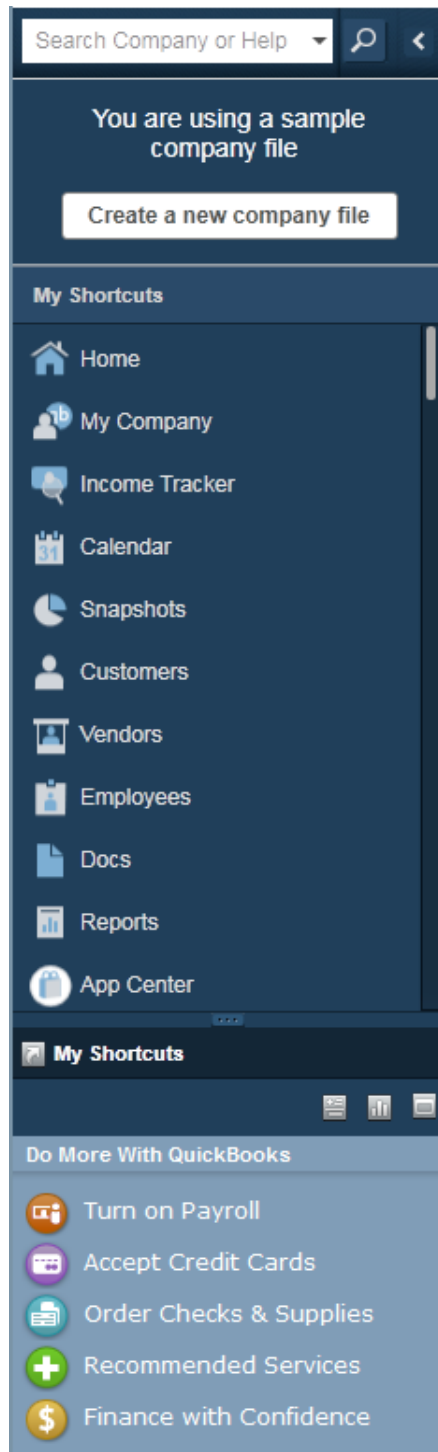 Search Company or Help
You are using a sample
company file
Create a new company file
My Shortcuts
Home
qb
My Company
Income Tracker
31
Calendar
Snapshots
Customers
Vendors
Employees
Docs
Reports
App Center
My Shortcuts
Do More With QuickBooks
Turn on Payroll
Accept Credit Cards
Order Checks & Supplies
Recommended Services
$
Finance with Confidence